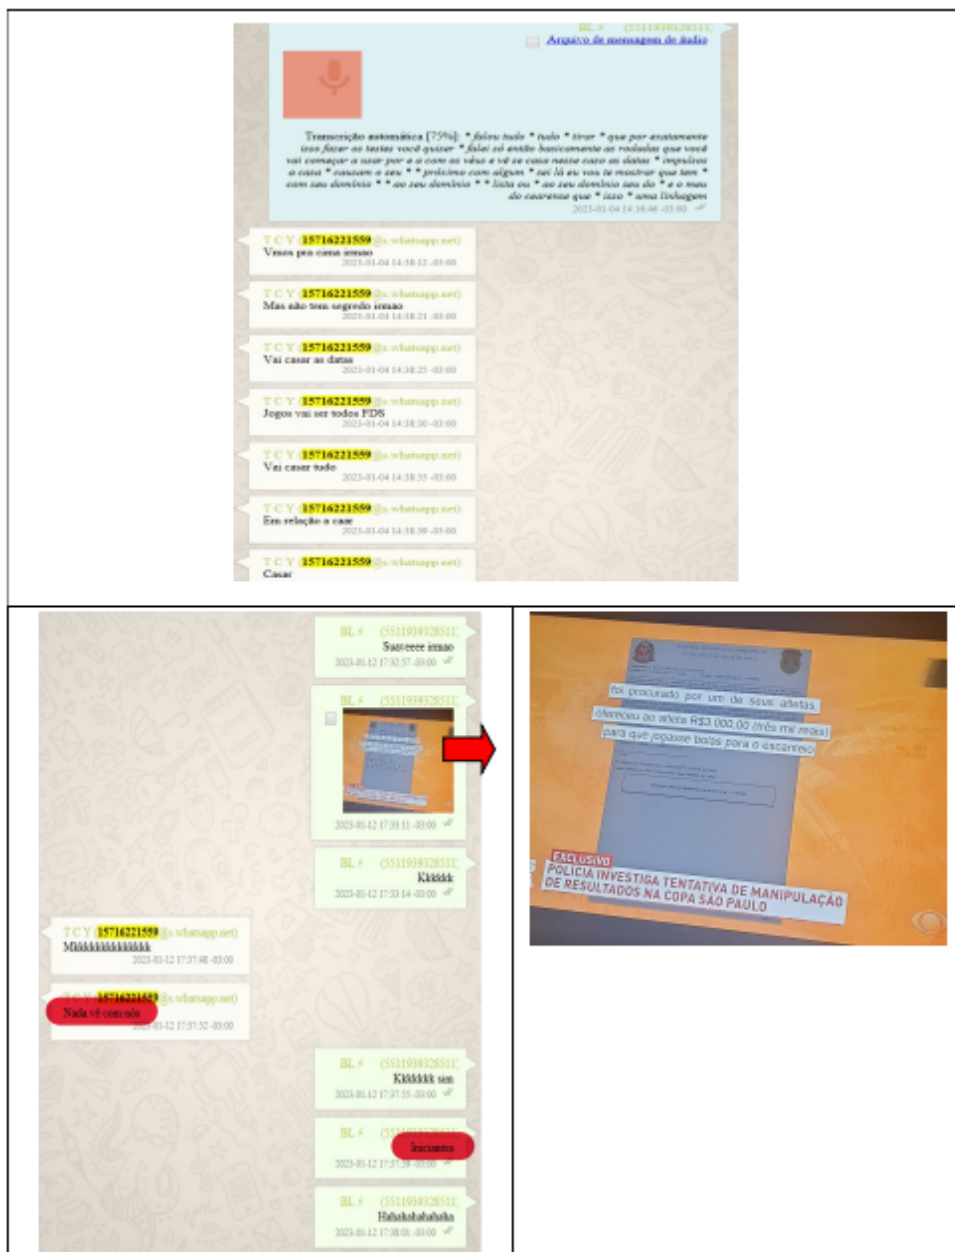 BL ⚡ (5511939328511,
Arquivo de mensagem de áudio
Transcrição automática [75%]: * falou tudo * tudo * tirar * que por exatamente
isso fazer os testes você quiser * falei só então basicamente as rodadas que você
vai começar a usar por e a com os véus e vê se casa nesse caso as datas * impulsos
a casa * causam a seu * * próximo com algum * sei lá eu vou te mostrar que tem *
com seu domínio * * ao seu domínio * * lista ou * ao seu domínio seu do * e o meu
do cearense que * isso * uma linhagem
2023-01-04 14:36:46 -03:00
T C Y (15716221559@s.whatsapp.net)
Vmos pra cima irmao
2023-01-04 14:38:12 -03:00
T C Y (15716221559@s.whatsapp.net)
Mas não tem segredo irmao
2023-01-04 14:38:21 -03:00
T C Y (15716221559@s.whatsapp.net)
Vai casar as datas
2023-01-04 14:38:25 -03:00
T C Y (15716221559@s.whatsapp.net)
Jogos vai ser todos FDS
2023-01-04 14:38:30 -03:00
T C Y (15716221559@s.whatsapp.net)
Vai casar tudo
2023-01-04 14:38:35 -03:00
T C Y (15716221559@s.whatsapp.net)
Em relação a case
2023-01-04 14:38:39 -03:00
T C Y (15716221559@s.whatsapp.net)
Casar
BL ⚡ (5511939328511,
Suaveeee irmao
2023-01-12 17:32:57 -03:00
BL ⚡ (5511939328511,
2023-01-12 17:33:11 -03:00
BL ⚡ (5511939328511,
Kkkkkk
2023-01-12 17:33:14 -03:00
T C Y (15716221559@s.whatsapp.net)
Mkkkkkkkkkkkkkk
2023-01-12 17:37:48 -03:00
T C Y (15716221559@s.whatsapp.net)
Nada vê com nós
2023-01-12 17:37:52 -03:00
BL ⚡ (5511939328511,
Kkkkkkk sim
2023-01-12 17:37:55 -03:00
BL ⚡ (5511939328511,
Iniciantes
2023-01-12 17:37:59 -03:00
BL ⚡ (5511939328511,
Hahahahahahaha
2023-01-12 17:38:01 -03:00
foi procurado por um de seus atletas,
ofereceu ao atleta R$3.000,00 (três mil reais)
para que jogasse bolas para o escanteio
EXCLUSIVO
POLÍCIA INVESTIGA TENTATIVA DE MANIPULAÇÃO
DE RESULTADOS NA COPA SÃO PAULO